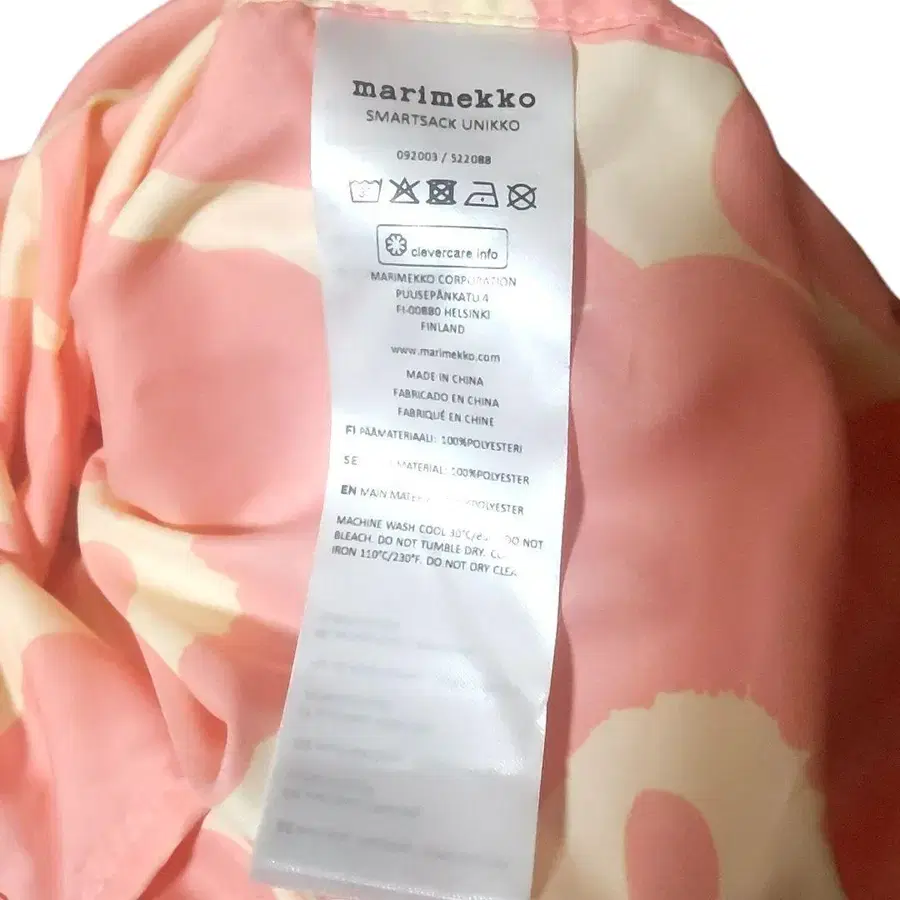 marimekko
SMARTSACK UNIKKO
092003 / 522088
clevercare info
MARIMEKKO CORPORATION
PUUSEPÄNKATU 4
FI-00880 HELSINKI
FINLAND
www.marimekko.com
MADE IN CHINA
FABRICADO EN CHINA
FABRIQUÉ EN CHINE
FI PÄÄMATERIAALI: 100%POLYESTERI
SE MATERIAL: 100%POLYESTER
EN MAIN POLYESTER
MACHINE WASH COOL 30°C/ DO NOT
BLEACH. DO NOT TUMBLE DRY.
IRON 110°C/230°F. DO NOT DRY